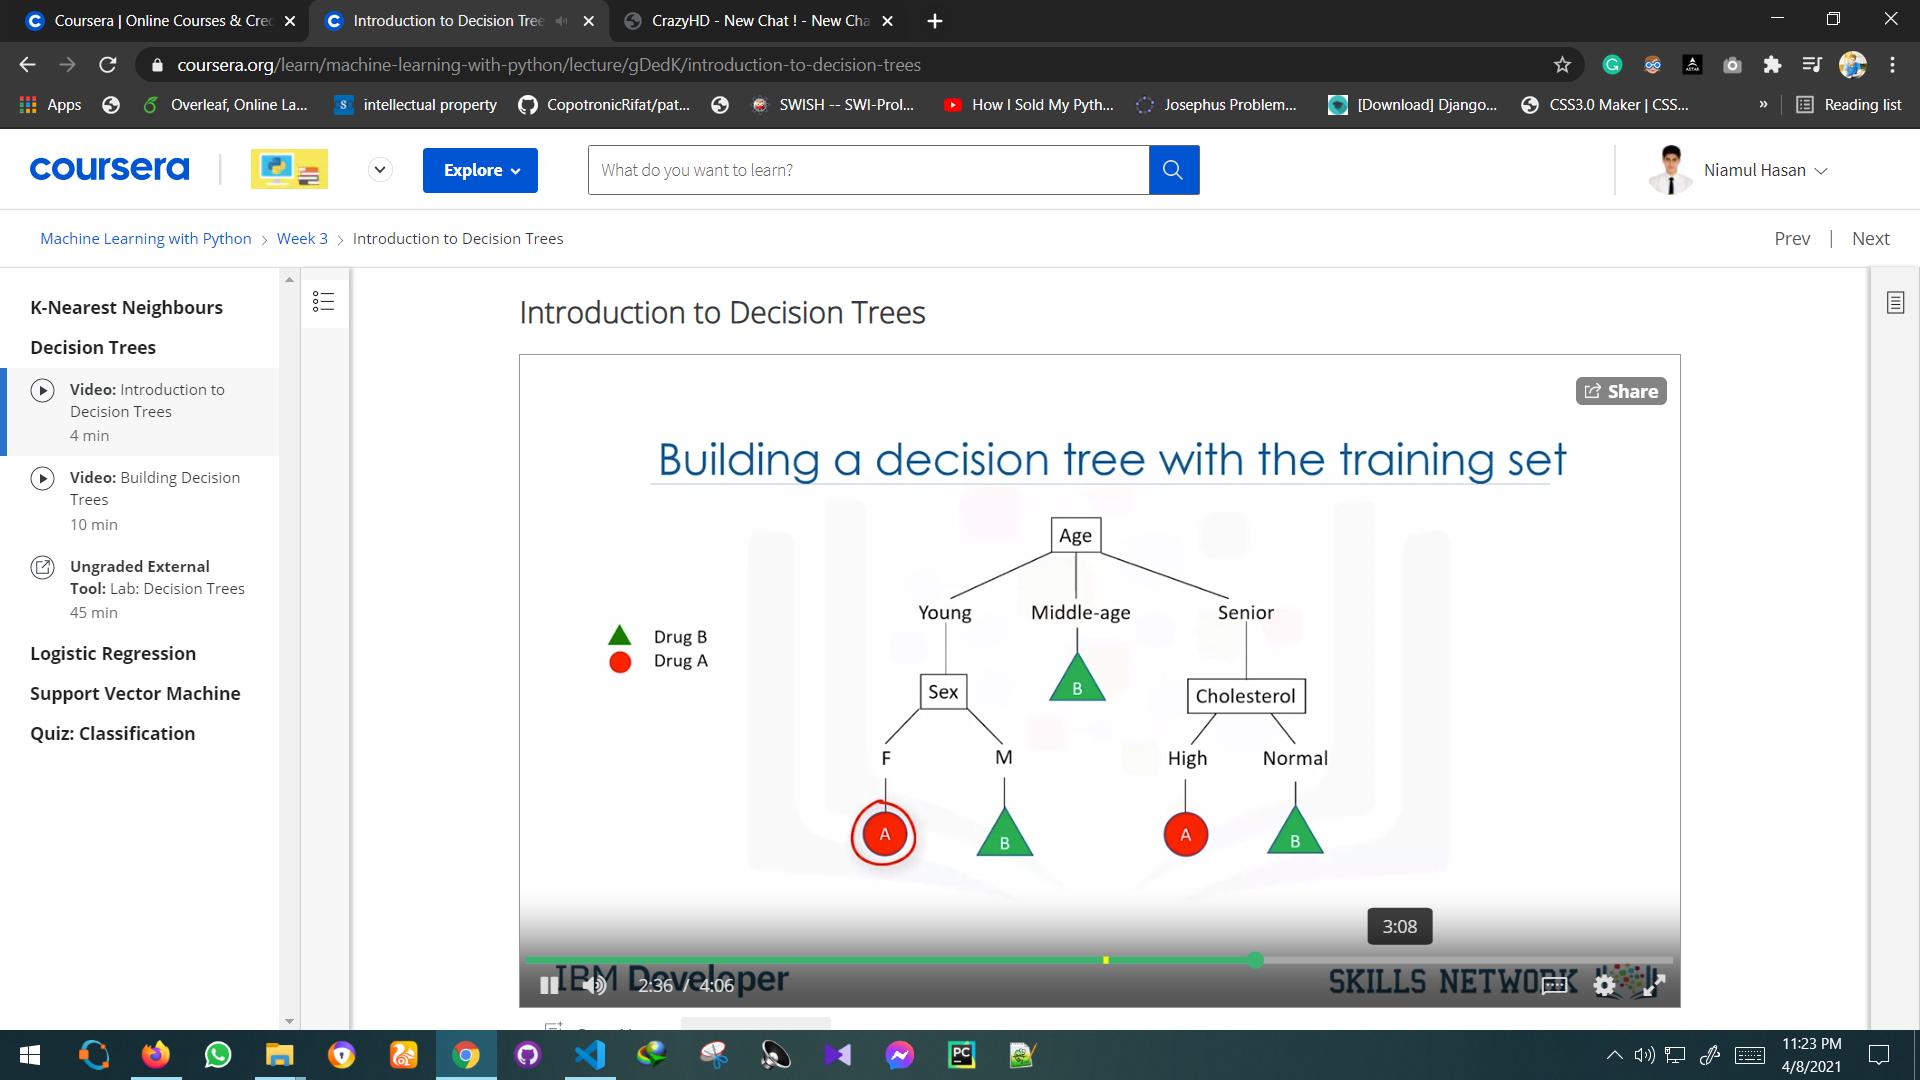 Coursera | Online Courses & Cre
Introduction to Decision Tree
CrazyHD - New Chat ! - New Cha
coursera.org/learn/machine-learning-with-python/lecture/gDedK/introduction-to-decision-trees
Apps
Overleaf, Online La...
intellectual property
CopotronicRifat/pat...
SWISH -- SWI-Prol...
How I Sold My Pyth...
Josephus Problem...
[Download] Django...
CSS3.0 Maker | CSS...
»
Reading list
coursera
Explore
What do you want to learn?
Niamul Hasan
Machine Learning with Python > Week 3 > Introduction to Decision Trees
Prev | Next
K-Nearest Neighbours
Decision Trees
Video: Introduction to
Decision Trees
4 min
Video: Building Decision
Trees
10 min
Ungraded External
Tool: Lab: Decision Trees
45 min
Logistic Regression
Support Vector Machine
Quiz: Classification
Introduction to Decision Trees
Share
Building a decision tree with the training set
Age
Young Middle-age Senior
Drug B
Drug A
Sex
B
Cholesterol
F M High Normal
A B A B
3:08
IBM Developer
SKILLS NETWORK
2:36 / 4:06
PC
11:23 PM
4/8/2021